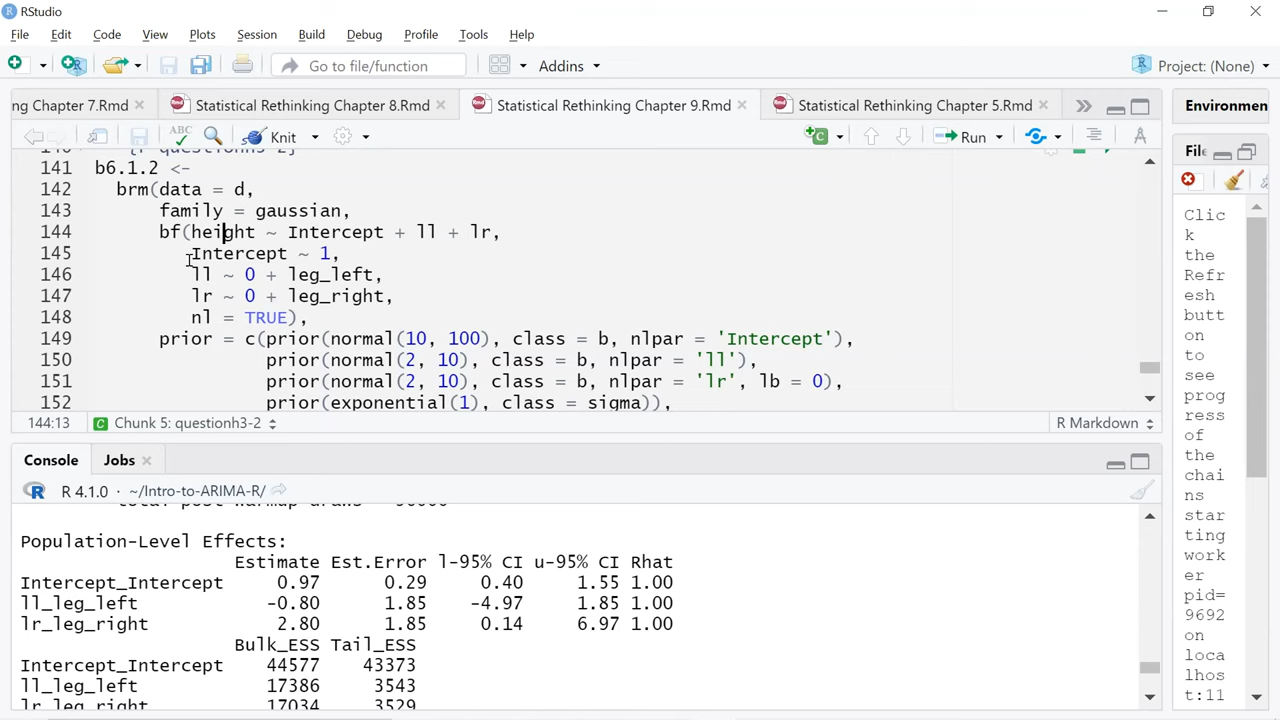 RStudio
File Edit Code View Plots Session Build Debug Profile Tools Help
Go to file/function Addins Project: (None)
ng Chapter 7.Rmd Statistical Rethinking Chapter 8.Rmd Statistical Rethinking Chapter 9.Rmd Statistical Rethinking Chapter 5.Rmd
ABC Knit Run
141 b6.1.2 <-
142 brm(data = d,
143 family = gaussian,
144 bf(height ~ Intercept + ll + lr,
145 Intercept ~ 1,
146 ll ~ 0 + leg_left,
147 lr ~ 0 + leg_right,
148 nl = TRUE),
149 prior = c(prior(normal(10, 100), class = b, nlpar = 'Intercept'),
150 prior(normal(2, 10), class = b, nlpar = 'll'),
151 prior(normal(2, 10), class = b, nlpar = 'lr', lb = 0),
152 prior(exponential(1), class = sigma)),
144:13 Chunk 5: questionh3-2 R Markdown
Console Jobs
R 4.1.0 · ~/Intro-to-ARIMA-R/
Population-Level Effects:
Estimate Est.Error l-95% CI u-95% CI Rhat
Intercept_Intercept 0.97 0.29 0.40 1.55 1.00
ll_leg_left -0.80 1.85 -4.97 1.85 1.00
lr_leg_right 2.80 1.85 0.14 6.97 1.00
Bulk_ESS Tail_ESS
Intercept_Intercept 44577 43373
ll_leg_left 17386 3543
lr_leg_right 17034 3529
Environmen
File
Clic
k
the
Refr
esh
butt
on
to
see
prog
ress
of
the
chai
ns
star
ting
work
er
pid=
9692
on
loca
lhos
t:11